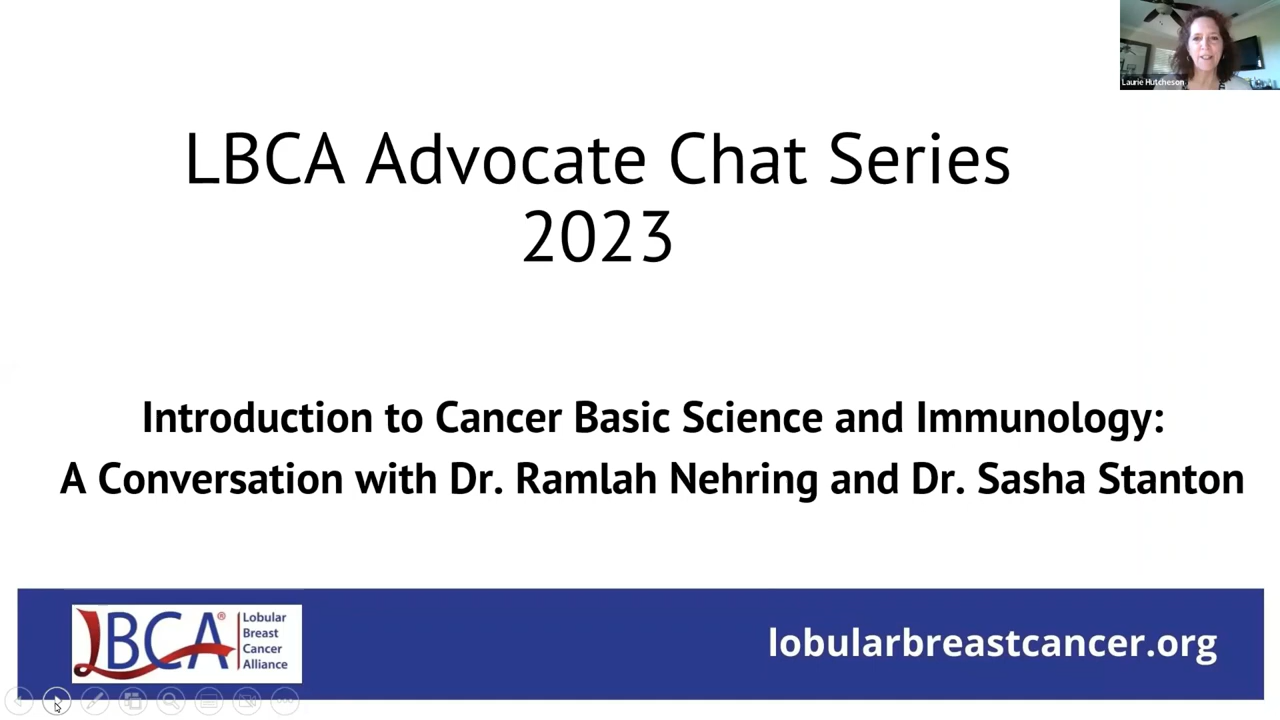 Laurie Hutcheson
LBCA Advocate Chat Series
2023
Introduction to Cancer Basic Science and Immunology:
A Conversation with Dr. Ramlah Nehring and Dr. Sasha Stanton
LBCA®
Lobular
Breast
Cancer
Alliance
lobularbreastcancer.org